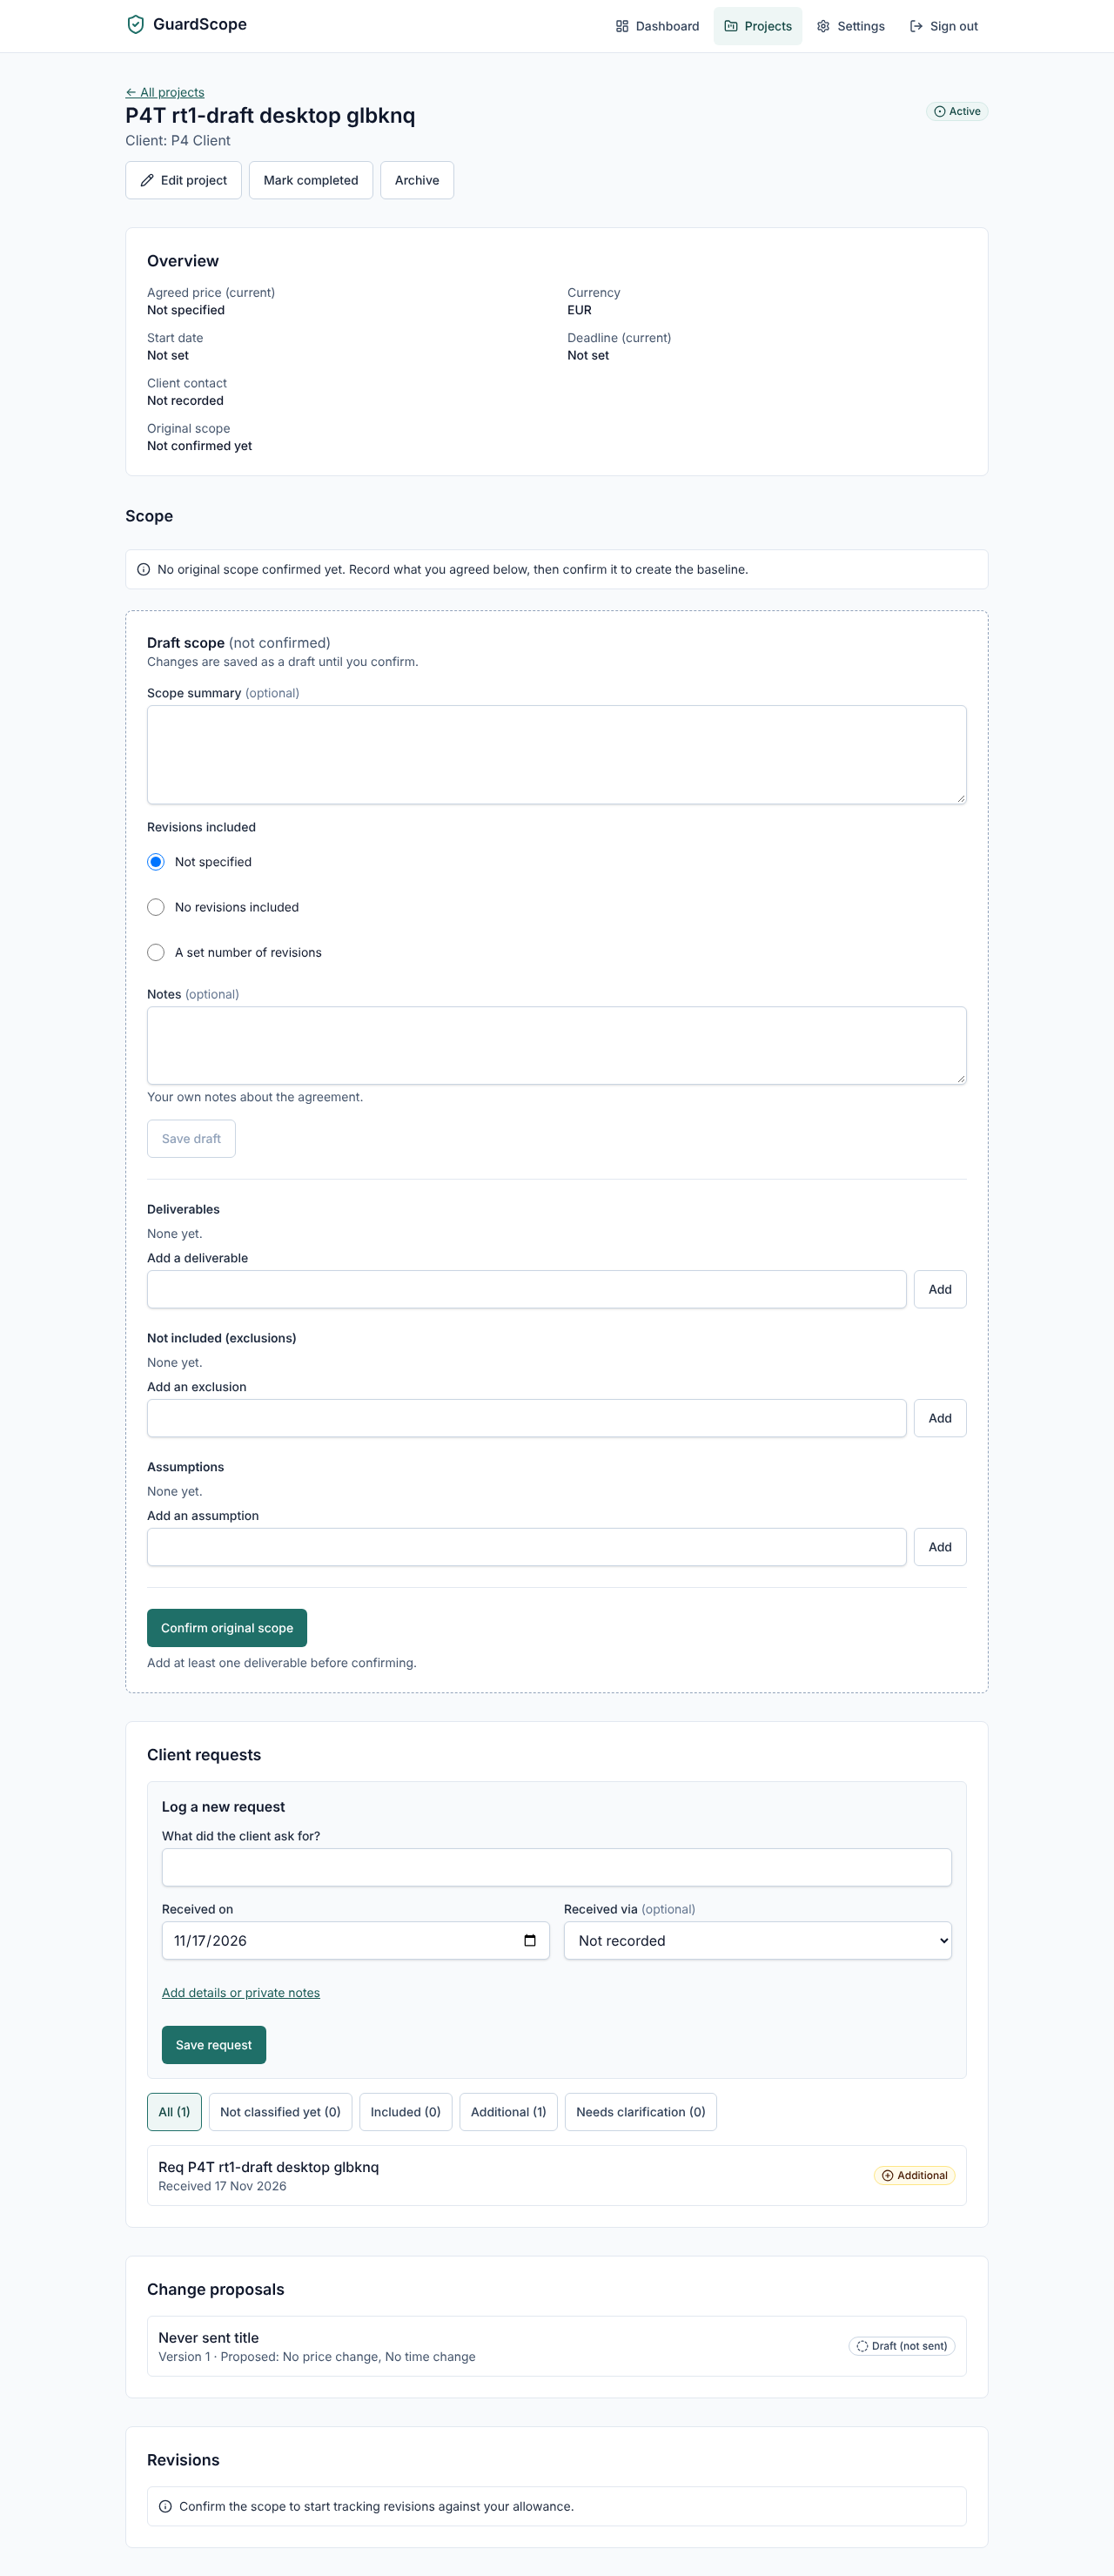 GuardScope
Dashboard
Projects
Settings
Sign out
← All projects
P4T rt1-draft desktop glbknq
Active
Client: P4 Client
Edit project
Mark completed
Archive
Overview
Agreed price (current)
Not specified
Currency
EUR
Start date
Not set
Deadline (current)
Not set
Client contact
Not recorded
Original scope
Not confirmed yet
Scope
No original scope confirmed yet. Record what you agreed below, then confirm it to create the baseline.
Draft scope (not confirmed)
Changes are saved as a draft until you confirm.
Scope summary (optional)
Revisions included
Not specified
No revisions included
A set number of revisions
Notes (optional)
Your own notes about the agreement.
Save draft
Deliverables
None yet.
Add a deliverable
Add
Not included (exclusions)
None yet.
Add an exclusion
Add
Assumptions
None yet.
Add an assumption
Add
Confirm original scope
Add at least one deliverable before confirming.
Client requests
Log a new request
What did the client ask for?
Received on
11/17/2026
Received via (optional)
Not recorded
Add details or private notes
Save request
All (1)
Not classified yet (0)
Included (0)
Additional (1)
Needs clarification (0)
Req P4T rt1-draft desktop glbknq
Received 17 Nov 2026
Additional
Change proposals
Never sent title
Version 1 · Proposed: No price change, No time change
Draft (not sent)
Revisions
Confirm the scope to start tracking revisions against your allowance.